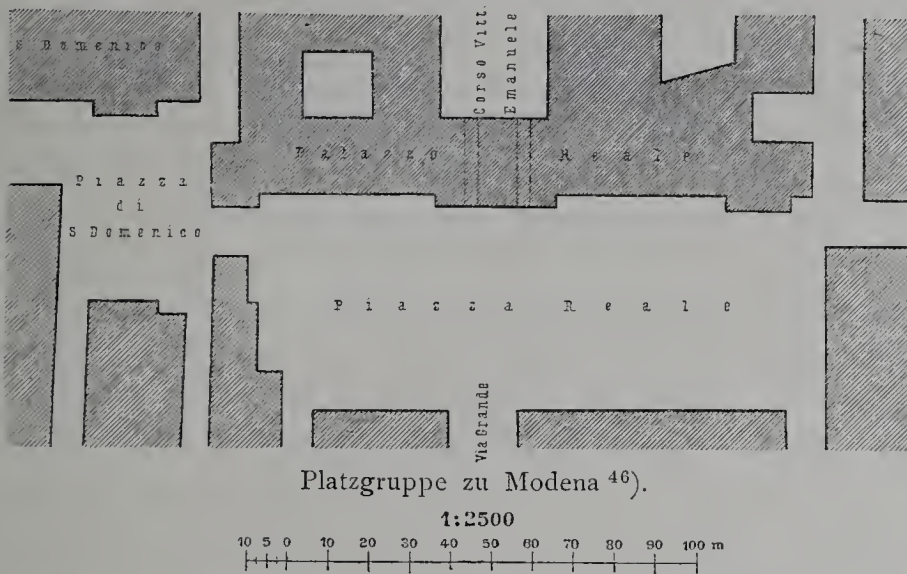 S Domenico
Corso Vitt.
Emanuele
Palazzo Reale
Piazza
di
S Domenico
Piazza Reale
Via Grande
Platzgruppe zu Modena 46).
1:2500
10 5 0 10 20 30 40 50 60 70 80 90 100 m